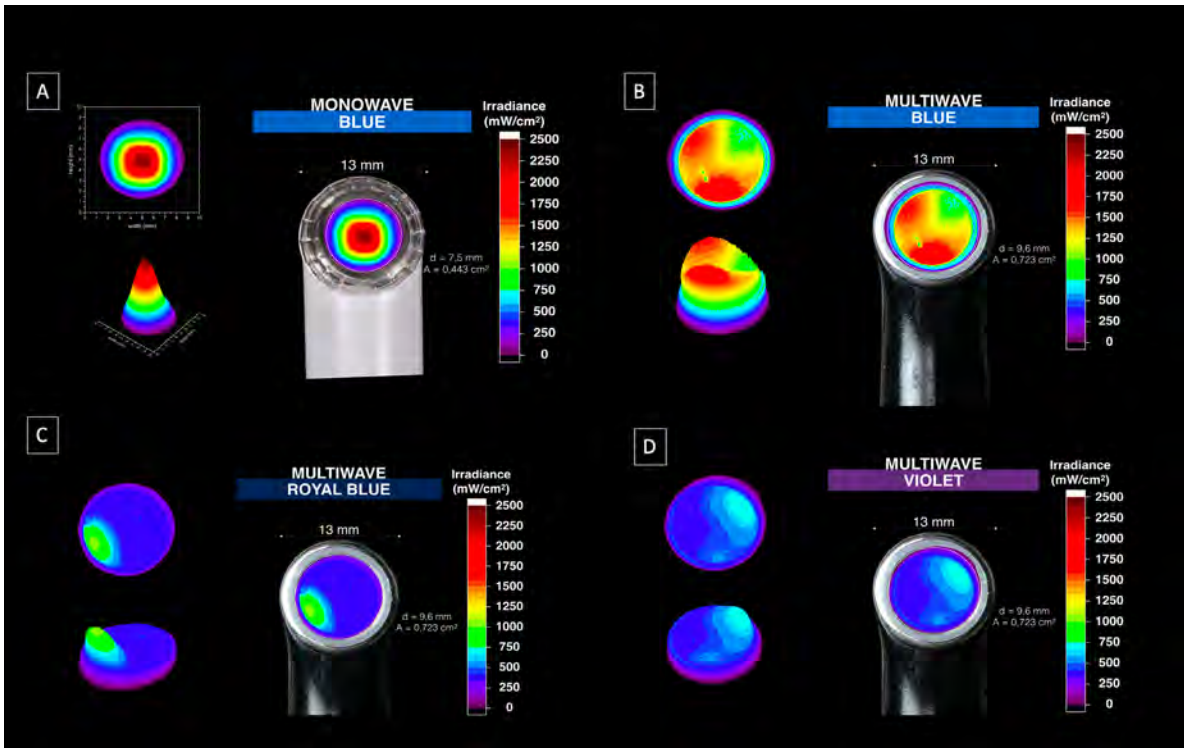 A
MONOWAVE
BLUE
13 mm
d = 7,5 mm
A = 0,443 cm²
Irradiance
(mW/cm²)
2500
2250
2000
1750
1500
1250
1000
750
500
250
0
B
MULTIWAVE
BLUE
13 mm
d = 9,6 mm
A = 0,723 cm²
Irradiance
(mW/cm²)
2500
2250
2000
1750
1500
1250
1000
750
500
250
0
C
MULTIWAVE
ROYAL BLUE
13 mm
d = 9,6 mm
A = 0,723 cm²
Irradiance
(mW/cm²)
2500
2250
2000
1750
1500
1250
1000
750
500
250
0
D
MULTIWAVE
VIOLET
13 mm
d = 9,6 mm
A = 0,723 cm²
Irradiance
(mW/cm²)
2500
2250
2000
1750
1500
1250
1000
750
500
250
0